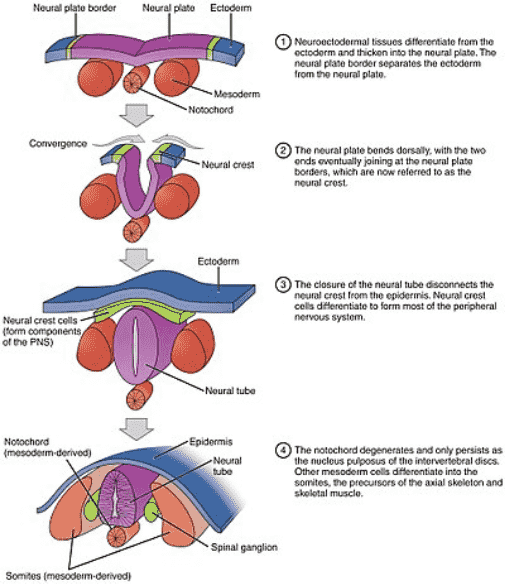 Neural plate border
Neural plate
Ectoderm
Mesoderm
Notochord
1 Neuroectodermal tissues differentiate from the
ectoderm and thicken into the neural plate. The
neural plate border separates the ectoderm
from the neural plate.
Convergence
Neural crest
2 The neural plate bends dorsally, with the two
ends eventually joining at the neural plate
borders, which are now referred to as the
neural crest.
Ectoderm
Neural crest cells
(form components
of the PNS)
Neural tube
3 The closure of the neural tube disconnects the
neural crest from the epidermis. Neural crest
cells differentiate to form most of the peripheral
nervous system.
Notochord
(mesoderm-derived)
Epidermis
Neural
tube
Spinal ganglion
Somites (mesoderm-derived)
4 The notochord degenerates and only persists as
the nucleus pulposus of the intervertebral discs.
Other mesoderm cells differentiate into the
somites, the precursors of the axial skeleton and
skeletal muscle.